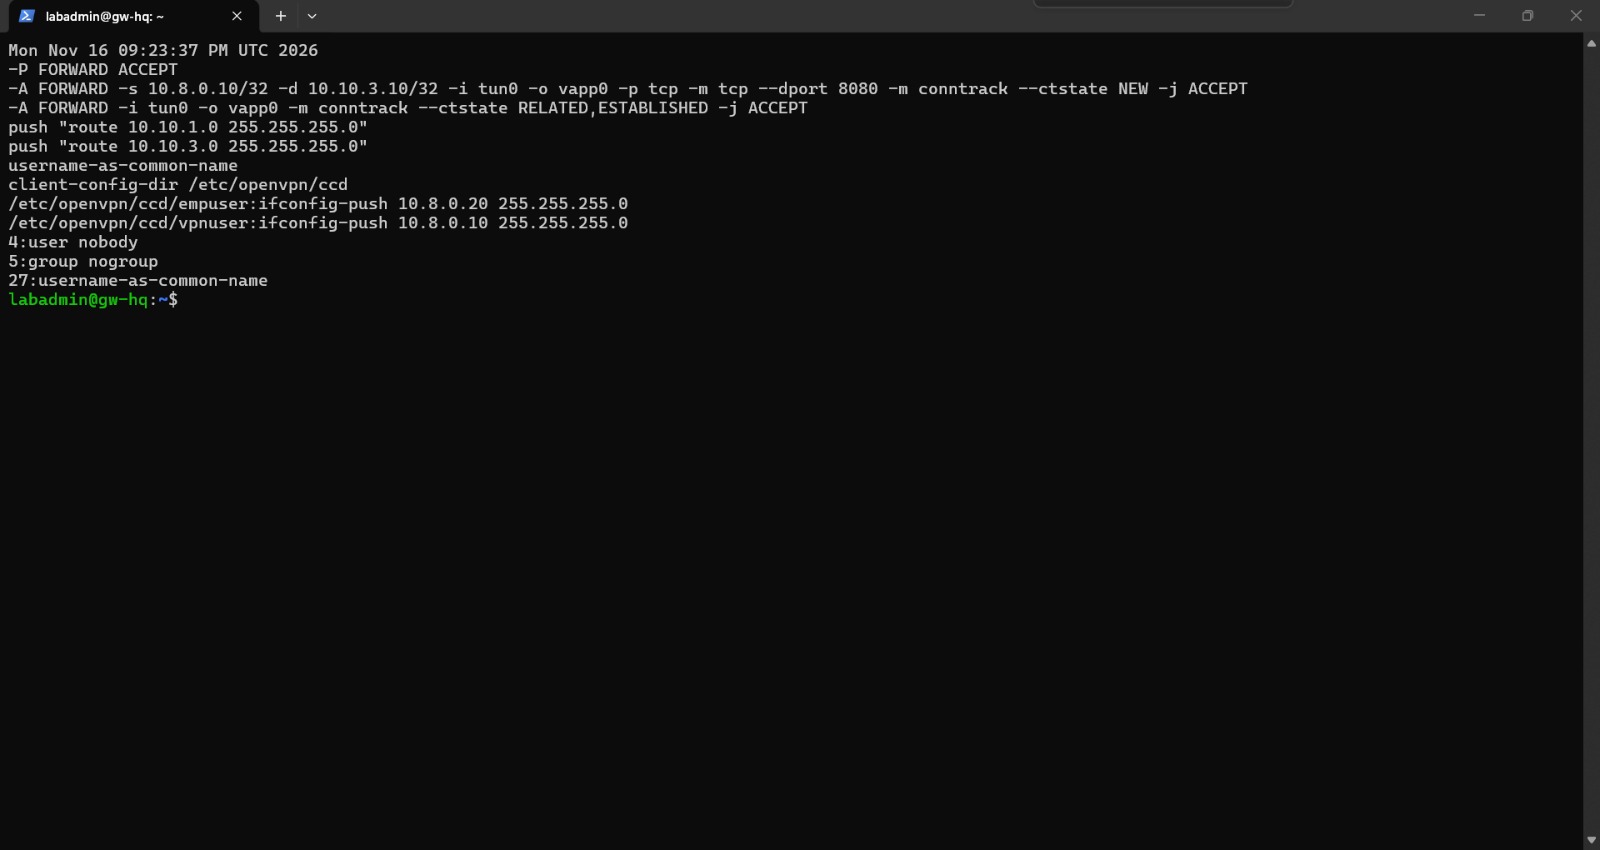 labadmin@gw-hq: ~
Mon Nov 16 09:23:37 PM UTC 2026
-P FORWARD ACCEPT
-A FORWARD -s 10.8.0.10/32 -d 10.10.3.10/32 -i tun0 -o vapp0 -p tcp -m tcp --dport 8080 -m conntrack --ctstate NEW -j ACCEPT
-A FORWARD -i tun0 -o vapp0 -m conntrack --ctstate RELATED,ESTABLISHED -j ACCEPT
push "route 10.10.1.0 255.255.255.0"
push "route 10.10.3.0 255.255.255.0"
username-as-common-name
client-config-dir /etc/openvpn/ccd
/etc/openvpn/ccd/empuser:ifconfig-push 10.8.0.20 255.255.255.0
/etc/openvpn/ccd/vpnuser:ifconfig-push 10.8.0.10 255.255.255.0
4:user nobody
5:group nogroup
27:username-as-common-name
labadmin@gw-hq:~$